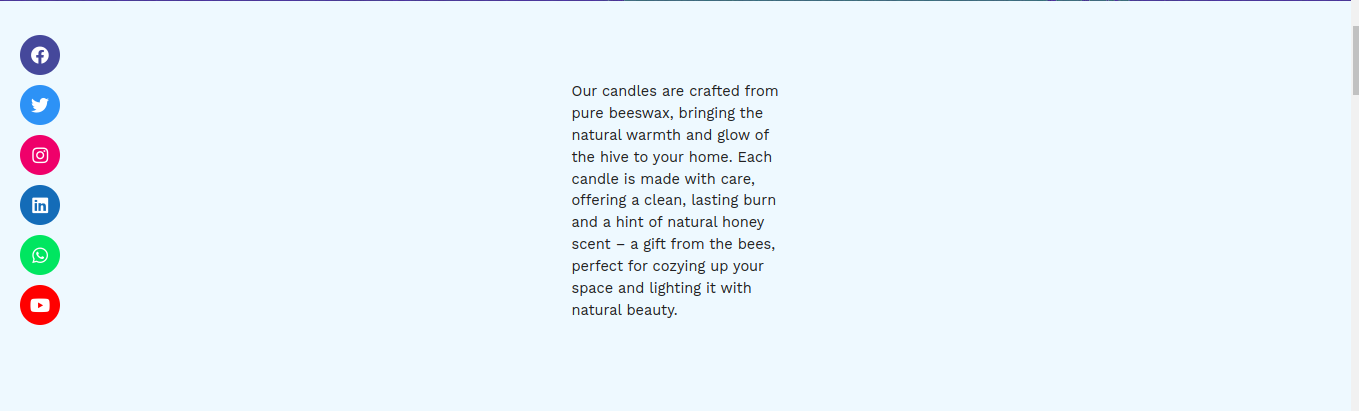 Our candles are crafted from
pure beeswax, bringing the
natural warmth and glow of
the hive to your home. Each
candle is made with care,
offering a clean, lasting burn
and a hint of natural honey
scent – a gift from the bees,
perfect for cozying up your
space and lighting it with
natural beauty.